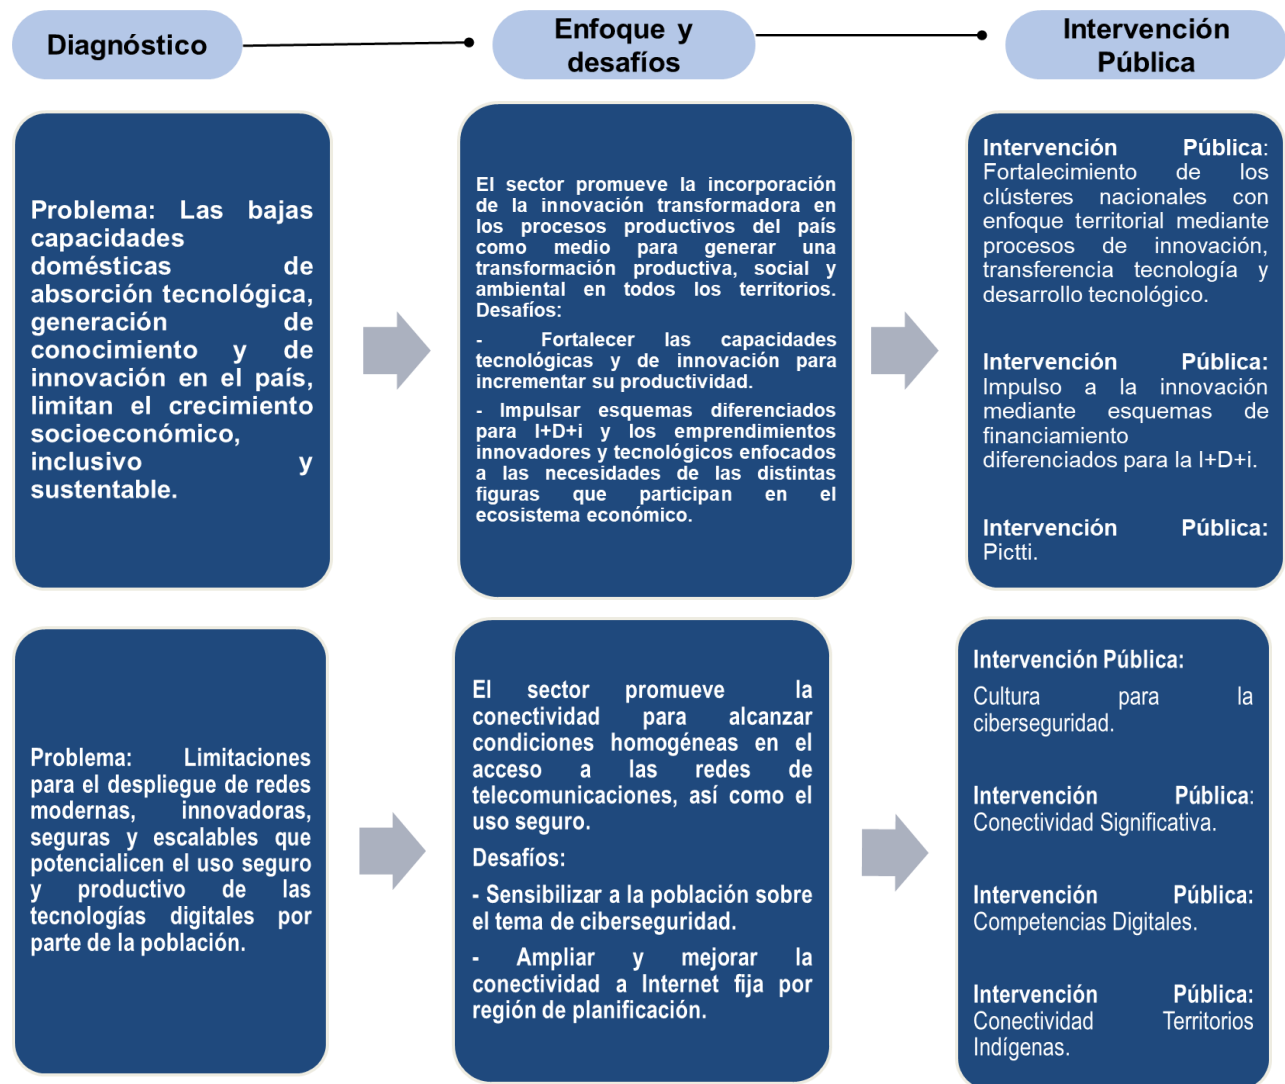 Diagnóstico
Enfoque y
desafíos
Intervención
Pública
Problema: Las bajas
capacidades
domésticas de
absorción tecnológica,
generación de
conocimiento y de
innovación en el país,
limitan el crecimiento
socioeconómico,
inclusivo y
sustentable.
El sector promueve la incorporación
de la innovación transformadora en
los procesos productivos del país
como medio para generar una
transformación productiva, social y
ambiental en todos los territorios.
Desafíos:
- Fortalecer las capacidades
tecnológicas y de innovación para
incrementar su productividad.
- Impulsar esquemas diferenciados
para I+D+i y los emprendimientos
innovadores y tecnológicos enfocados
a las necesidades de las distintas
figuras que participan en el
ecosistema económico.
Intervención Pública:
Fortalecimiento de los
clústeres nacionales con
enfoque territorial mediante
procesos de innovación,
transferencia tecnología y
desarrollo tecnológico.
Intervención Pública:
Impulso a la innovación
mediante esquemas de
financiamiento
diferenciados para la I+D+i.
Intervención Pública:
Pictti.
Problema: Limitaciones
para el despliegue de redes
modernas, innovadoras,
seguras y escalables que
potencialicen el uso seguro
y productivo de las
tecnologías digitales por
parte de la población.
El sector promueve la
conectividad para alcanzar
condiciones homogéneas en el
acceso a las redes de
telecomunicaciones, así como el
uso seguro.
Desafíos:
- Sensibilizar a la población sobre
el tema de ciberseguridad.
- Ampliar y mejorar la
conectividad a Internet fija por
región de planificación.
Intervención Pública:
Cultura para la
ciberseguridad.
Intervención Pública:
Conectividad Significativa.
Intervención Pública:
Competencias Digitales.
Intervención Pública:
Conectividad Territorios
Indígenas.